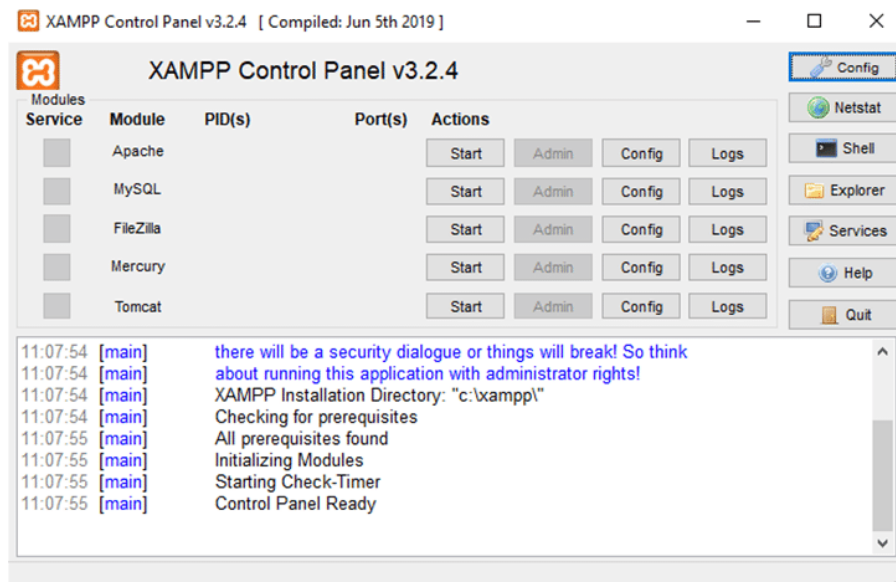 XAMPP Control Panel v3.2.4 [ Compiled: Jun 5th 2019 ]
XAMPP Control Panel v3.2.4
Config
Modules
Service Module PID(s) Port(s) Actions
Netstat
Apache Start Admin Config Logs
Shell
MySQL Start Admin Config Logs
Explorer
FileZilla Start Admin Config Logs
Services
Mercury Start Admin Config Logs
Help
Tomcat Start Admin Config Logs
Quit
11:07:54 [main] there will be a security dialogue or things will break! So think
11:07:54 [main] about running this application with administrator rights!
11:07:54 [main] XAMPP Installation Directory: "c:\xampp\"
11:07:54 [main] Checking for prerequisites
11:07:55 [main] All prerequisites found
11:07:55 [main] Initializing Modules
11:07:55 [main] Starting Check-Timer
11:07:55 [main] Control Panel Ready